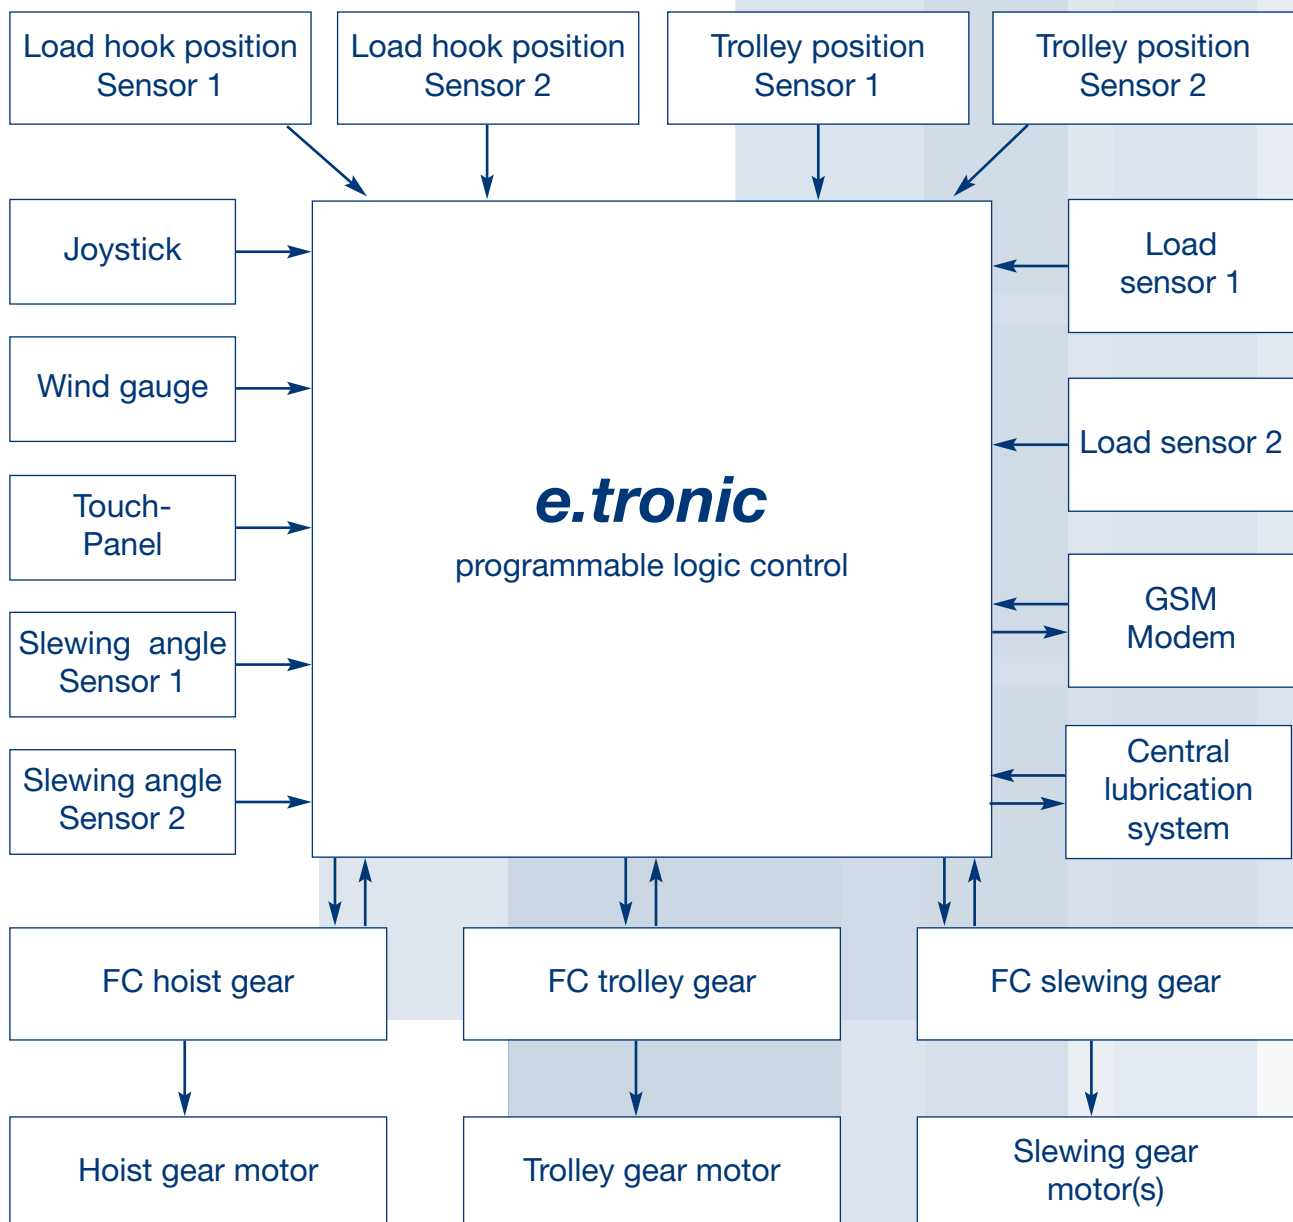 Load hook position
Sensor 1
Load hook position
Sensor 2
Trolley position
Sensor 1
Trolley position
Sensor 2
Joystick
Wind gauge
Touch-
Panel
Slewing  angle
Sensor 1
Slewing angle
Sensor 2
e.tronic
programmable logic control
Load
sensor 1
Load sensor 2
GSM
Modem
Central
lubrication
system
FC hoist gear
FC trolley gear
FC slewing gear
Hoist gear motor
Trolley gear motor
Slewing gear
motor(s)